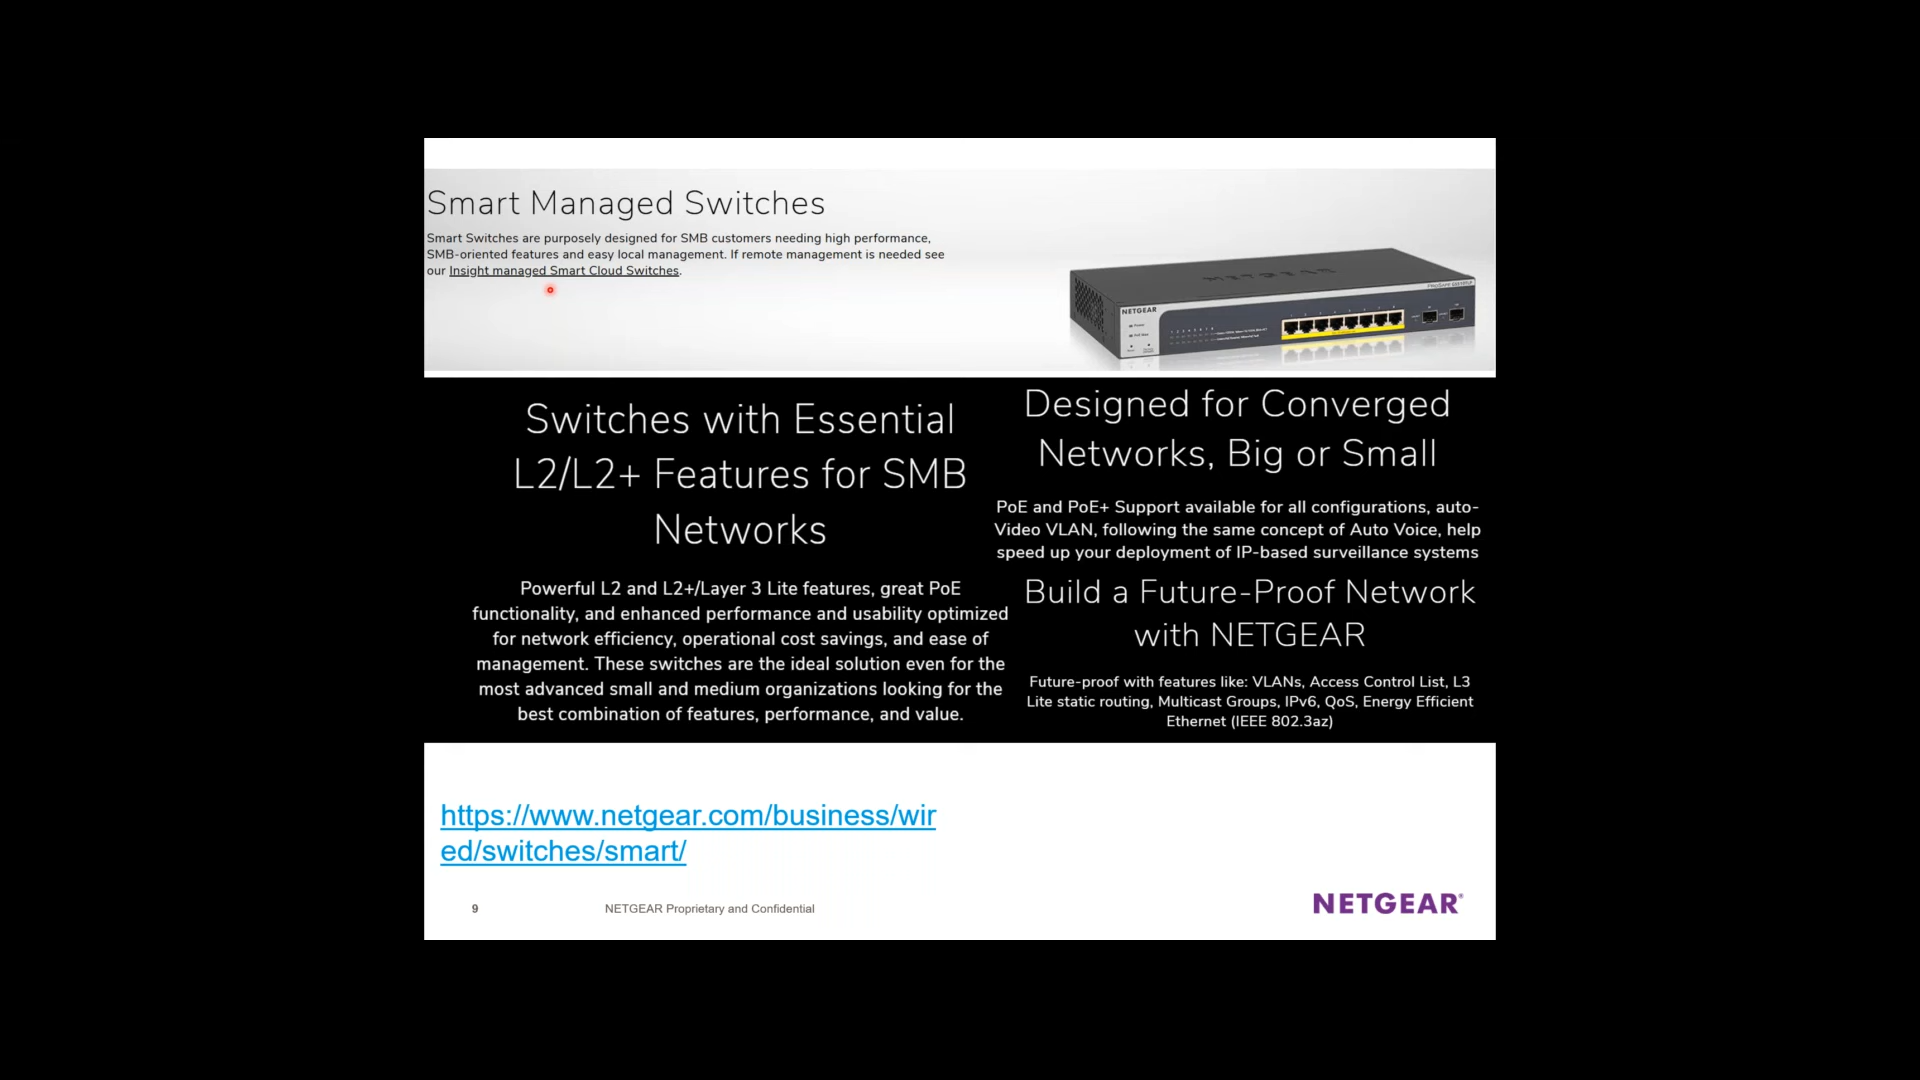 Smart Managed Switches
Smart Switches are purposely designed for SMB customers needing high performance,
SMB-oriented features and easy local management. If remote management is needed see
our Insight managed Smart Cloud Switches.
NETGEAR
NETGEAR
Switches with Essential
L2/L2+ Features for SMB
Networks
Powerful L2 and L2+/Layer 3 Lite features, great PoE
functionality, and enhanced performance and usability optimized
for network efficiency, operational cost savings, and ease of
management. These switches are the ideal solution even for the
most advanced small and medium organizations looking for the
best combination of features, performance, and value.
Designed for Converged
Networks, Big or Small
PoE and PoE+ Support available for all configurations, auto-
Video VLAN, following the same concept of Auto Voice, help
speed up your deployment of IP-based surveillance systems
Build a Future-Proof Network
with NETGEAR
Future-proof with features like: VLANs, Access Control List, L3
Lite static routing, Multicast Groups, IPv6, QoS, Energy Efficient
Ethernet (IEEE 802.3az)
https://www.netgear.com/business/wir
ed/switches/smart/
9
NETGEAR Proprietary and Confidential
NETGEAR®